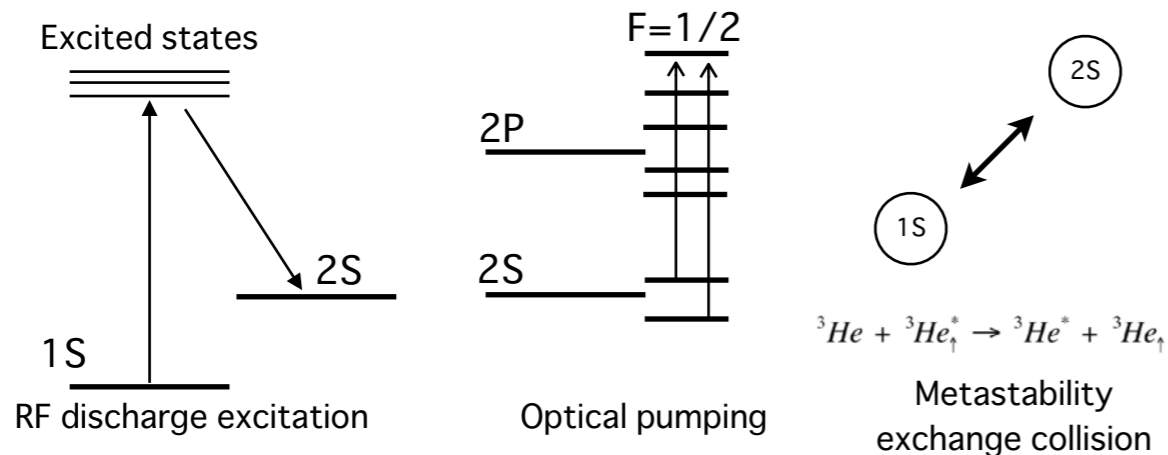 Excited states
1S
2S
RF discharge excitation
F=1/2
2P
2S
Optical pumping
2S
1S
³He + ³He*↑ → ³He* + ³He↑
Metastability
exchange collision